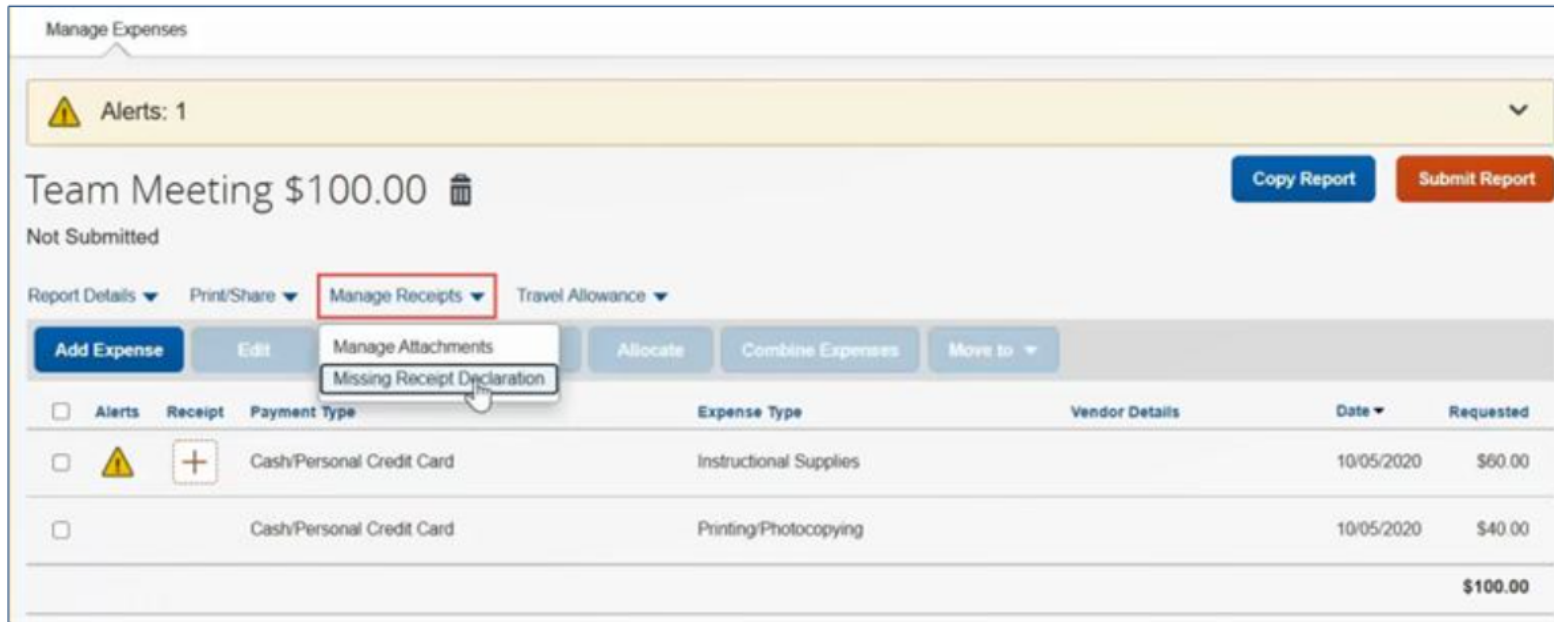 Manage Expenses
Alerts: 1
Team Meeting $100.00
Copy Report
Submit Report
Not Submitted
Report Details
Print/Share
Manage Receipts
Travel Allowance
Add Expense
Edit
Manage Attachments
Missing Receipt Declaration
Allocate
Combine Expenses
Move to
Alerts Receipt Payment Type Expense Type Vendor Details Date Requested
Cash/Personal Credit Card Instructional Supplies 10/05/2020 $60.00
Cash/Personal Credit Card Printing/Photocopying 10/05/2020 $40.00
$100.00